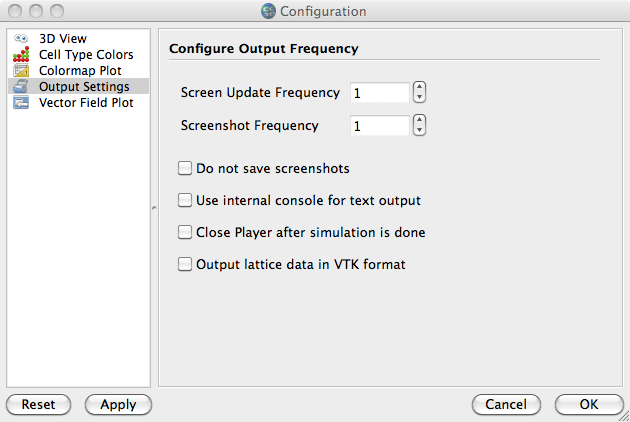 Configuration
3D View
Cell Type Colors
Colormap Plot
Output Settings
Vector Field Plot
Configure Output Frequency
Screen Update Frequency 1
Screenshot Frequency 1
Do not save screenshots
Use internal console for text output
Close Player after simulation is done
Output lattice data in VTK format
Reset Apply Cancel OK